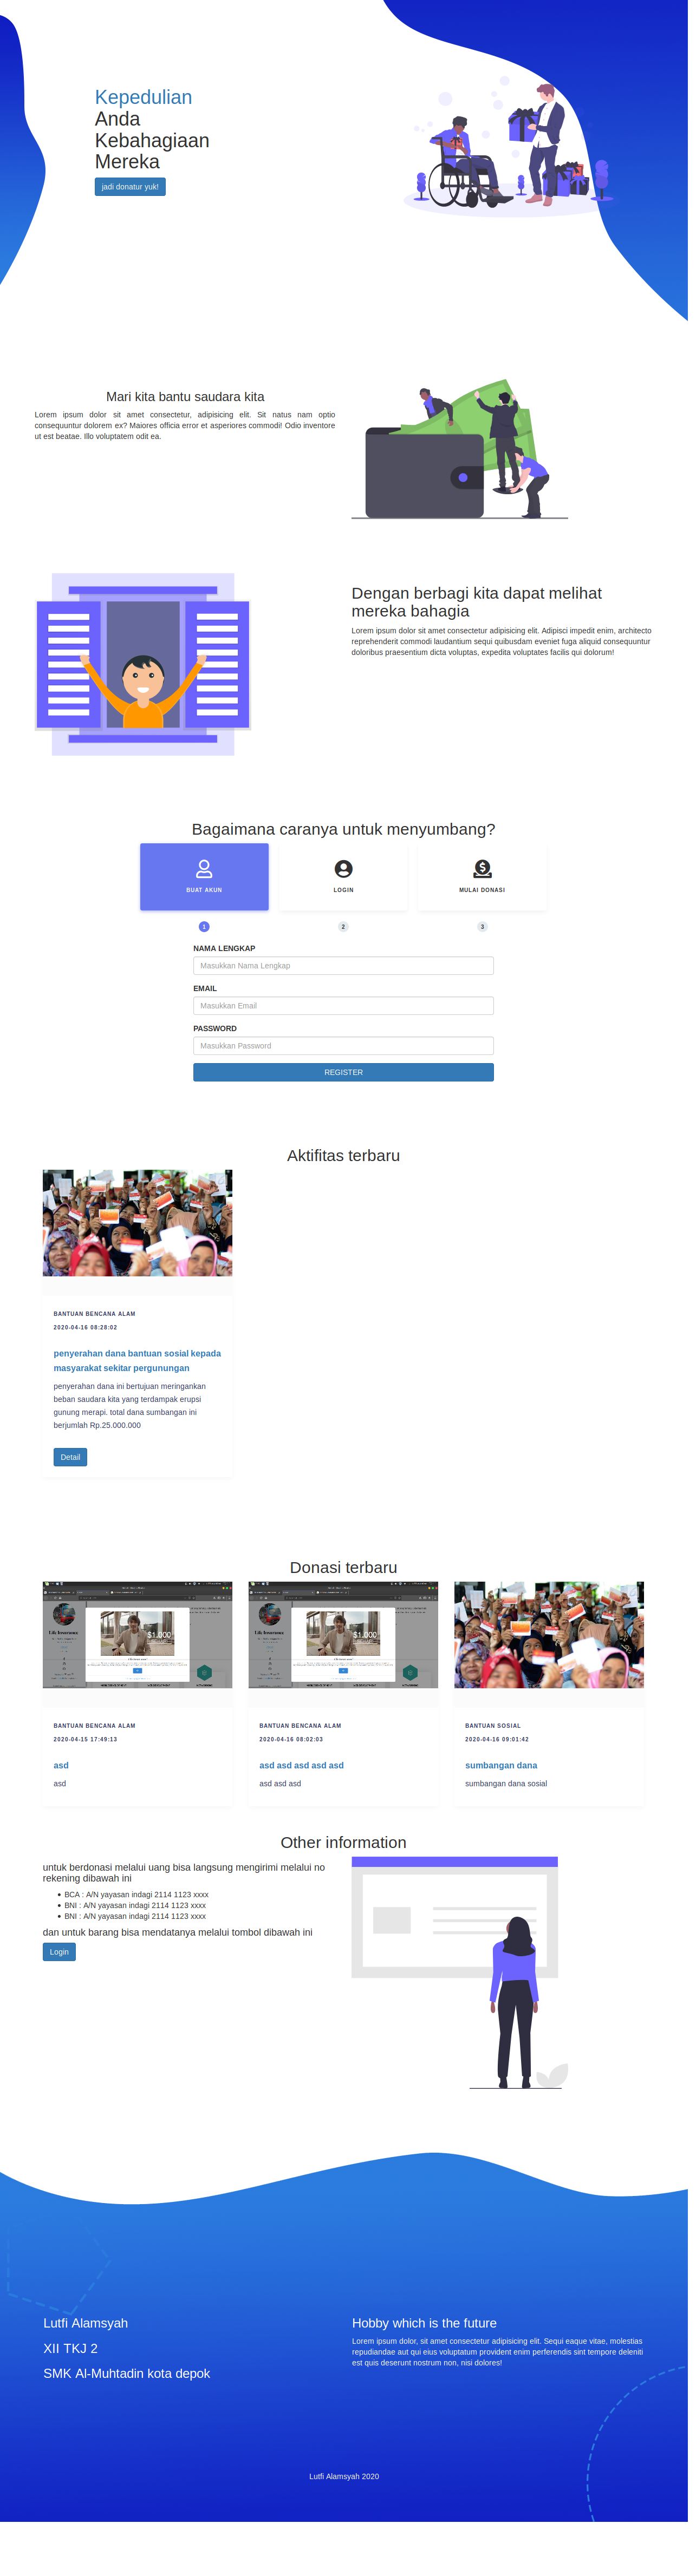 Kepedulian
Anda
Kebahagiaan
Mereka
jadi donatur yuk!
Mari kita bantu saudara kita
Lorem ipsum dolor sit amet consectetur, adipisicing elit. Sit natus nam optio
consequuntur dolorem ex? Maiores officia error et asperiores commodi! Odio inventore
ut est beatae. Illo voluptatem odit ea.
Dengan berbagi kita dapat melihat
mereka bahagia
Lorem ipsum dolor sit amet consectetur adipisicing elit. Adipisci impedit enim, architecto
reprehenderit commodi laudantium sequi quibusdam eveniet fuga aliquid consequuntur
doloribus praesentium dicta voluptas, expedita voluptates facilis qui dolorum!
Bagaimana caranya untuk menyumbang?
BUAT AKUN
LOGIN
MULAI DONASI
1
2
3
NAMA LENGKAP
Masukkan Nama Lengkap
EMAIL
Masukkan Email
PASSWORD
Masukkan Password
REGISTER
Aktifitas terbaru
BANTUAN BENCANA ALAM
2020-04-16 08:28:02
penyerahan dana bantuan sosial kepada
masyarakat sekitar pergunungan
penyerahan dana ini bertujuan meringankan
beban saudara kita yang terdampak erupsi
gunung merapi. total dana sumbangan ini
berjumlah Rp.25.000.000
Detail
Donasi terbaru
$1,000
$1,000
BANTUAN BENCANA ALAM
2020-04-15 17:49:13
asd
asd
BANTUAN BENCANA ALAM
2020-04-16 08:02:03
asd asd asd asd asd
asd asd asd
BANTUAN SOSIAL
2020-04-16 09:01:42
sumbangan dana
sumbangan dana sosial
Other information
untuk berdonasi melalui uang bisa langsung mengirimi melalui no
rekening dibawah ini
BCA : A/N yayasan indagi 2114 1123 xxxx
BNI : A/N yayasan indagi 2114 1123 xxxx
BNI : A/N yayasan indagi 2114 1123 xxxx
dan untuk barang bisa mendatanya melalui tombol dibawah ini
Login
Lutfi Alamsyah
XII TKJ 2
SMK Al-Muhtadin kota depok
Hobby which is the future
Lorem ipsum dolor, sit amet consectetur adipisicing elit. Sequi eaque vitae, molestias
repudiandae aut qui eius voluptatum provident enim perferendis sint tempore deleniti
est quis deserunt nostrum non, nisi dolores!
Lutfi Alamsyah 2020